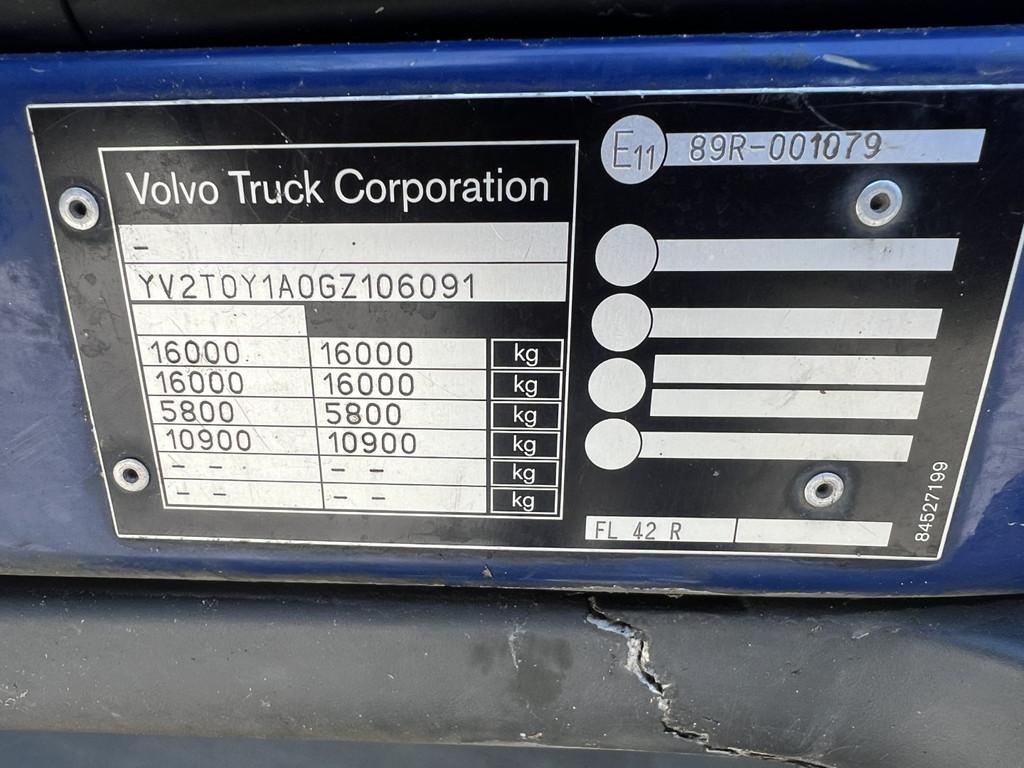 Volvo Truck Corporation
-
YV2T0Y1A0GZ106091
16000 16000 kg
16000 16000 kg
5800 5800 kg
10900 10900 kg
- - - - kg
- - - - kg
E11 89R-001079
FL 42 R
84527199